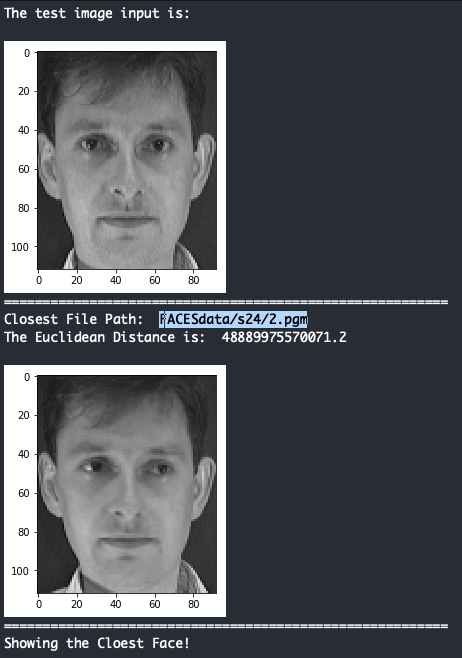 The test image input is:
0
20
40
60
80
100
0 20 40 60 80
Closest File Path: FACESdata/s24/2.pgm
The Euclidean Distance is: 48889975570071.2
0
20
40
60
80
100
0 20 40 60 80
Showing the Cloest Face!